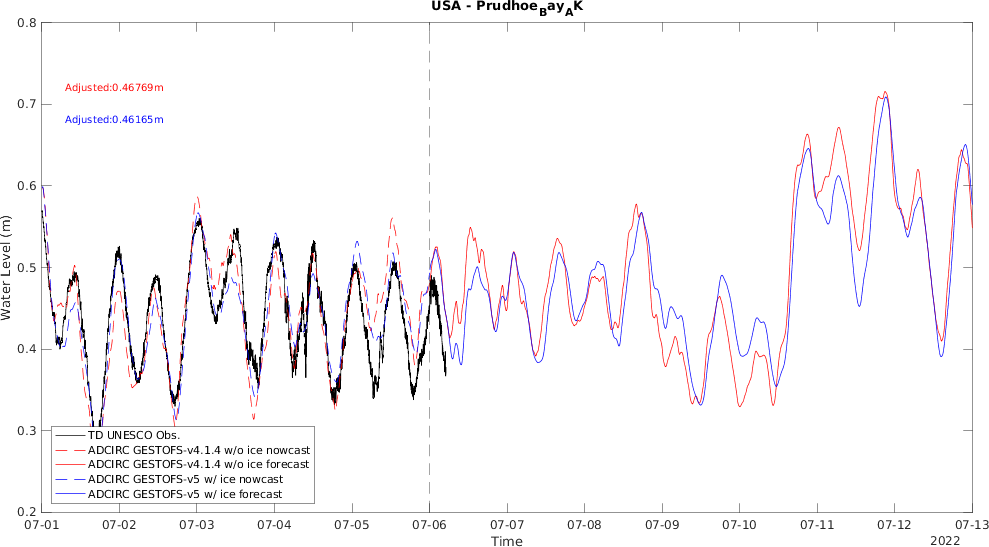 USA - Prudhoe_Bay_AK
0.8
0.7
0.6
0.5
0.4
0.3
0.2
Water Level (m)
Adjusted:0.46769m
Adjusted:0.46165m
TD UNESCO Obs.
ADCIRC GESTOFS-v4.1.4 w/o ice nowcast
ADCIRC GESTOFS-v4.1.4 w/o ice forecast
ADCIRC GESTOFS-v5 w/ ice nowcast
ADCIRC GESTOFS-v5 w/ ice forecast
07-01 07-02 07-03 07-04 07-05 07-06 07-07 07-08 07-09 07-10 07-11 07-12 07-13
Time
2022